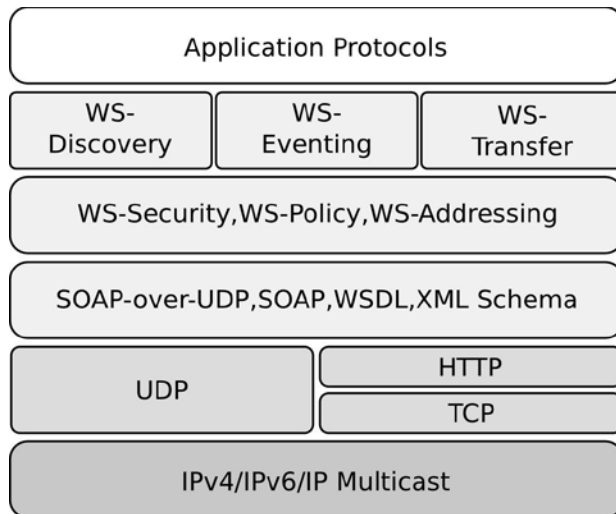 Application Protocols
WS-
Discovery
WS-
Eventing
WS-
Transfer
WS-Security,WS-Policy,WS-Addressing
SOAP-over-UDP,SOAP,WSDL,XML Schema
UDP
HTTP
TCP
IPv4/IPv6/IP Multicast